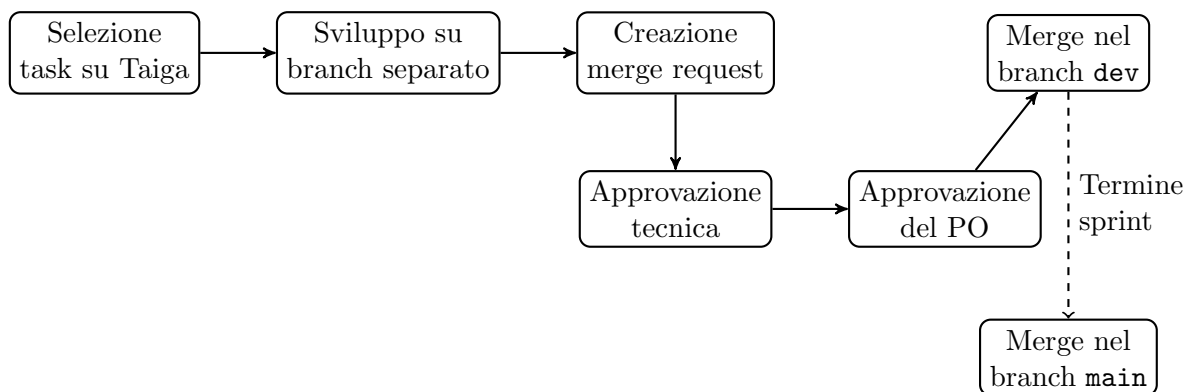 Selezione
task su Taiga
Sviluppo su
branch separato
Creazione
merge request
Merge nel
branch dev
Approvazione
tecnica
Approvazione
del PO
Termine
sprint
Merge nel
branch main